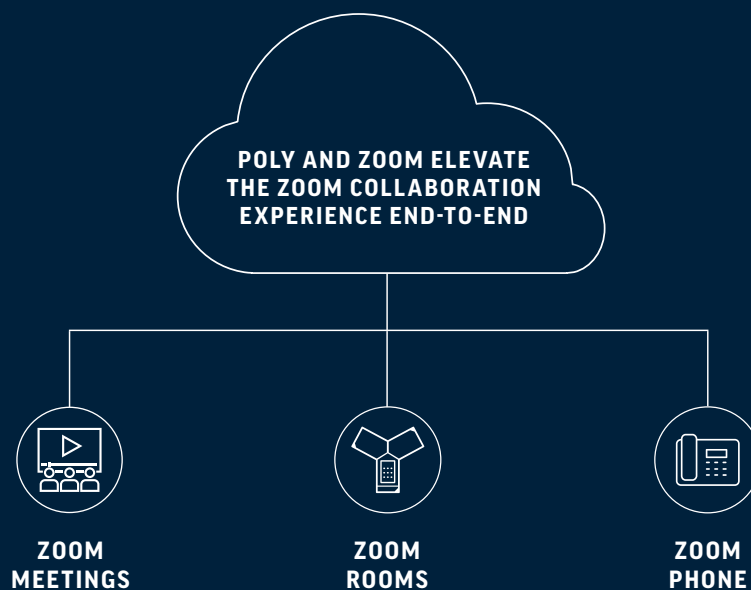 POLY AND ZOOM ELEVATE
THE ZOOM COLLABORATION
EXPERIENCE END-TO-END
ZOOM
MEETINGS
ZOOM
ROOMS
ZOOM
PHONE